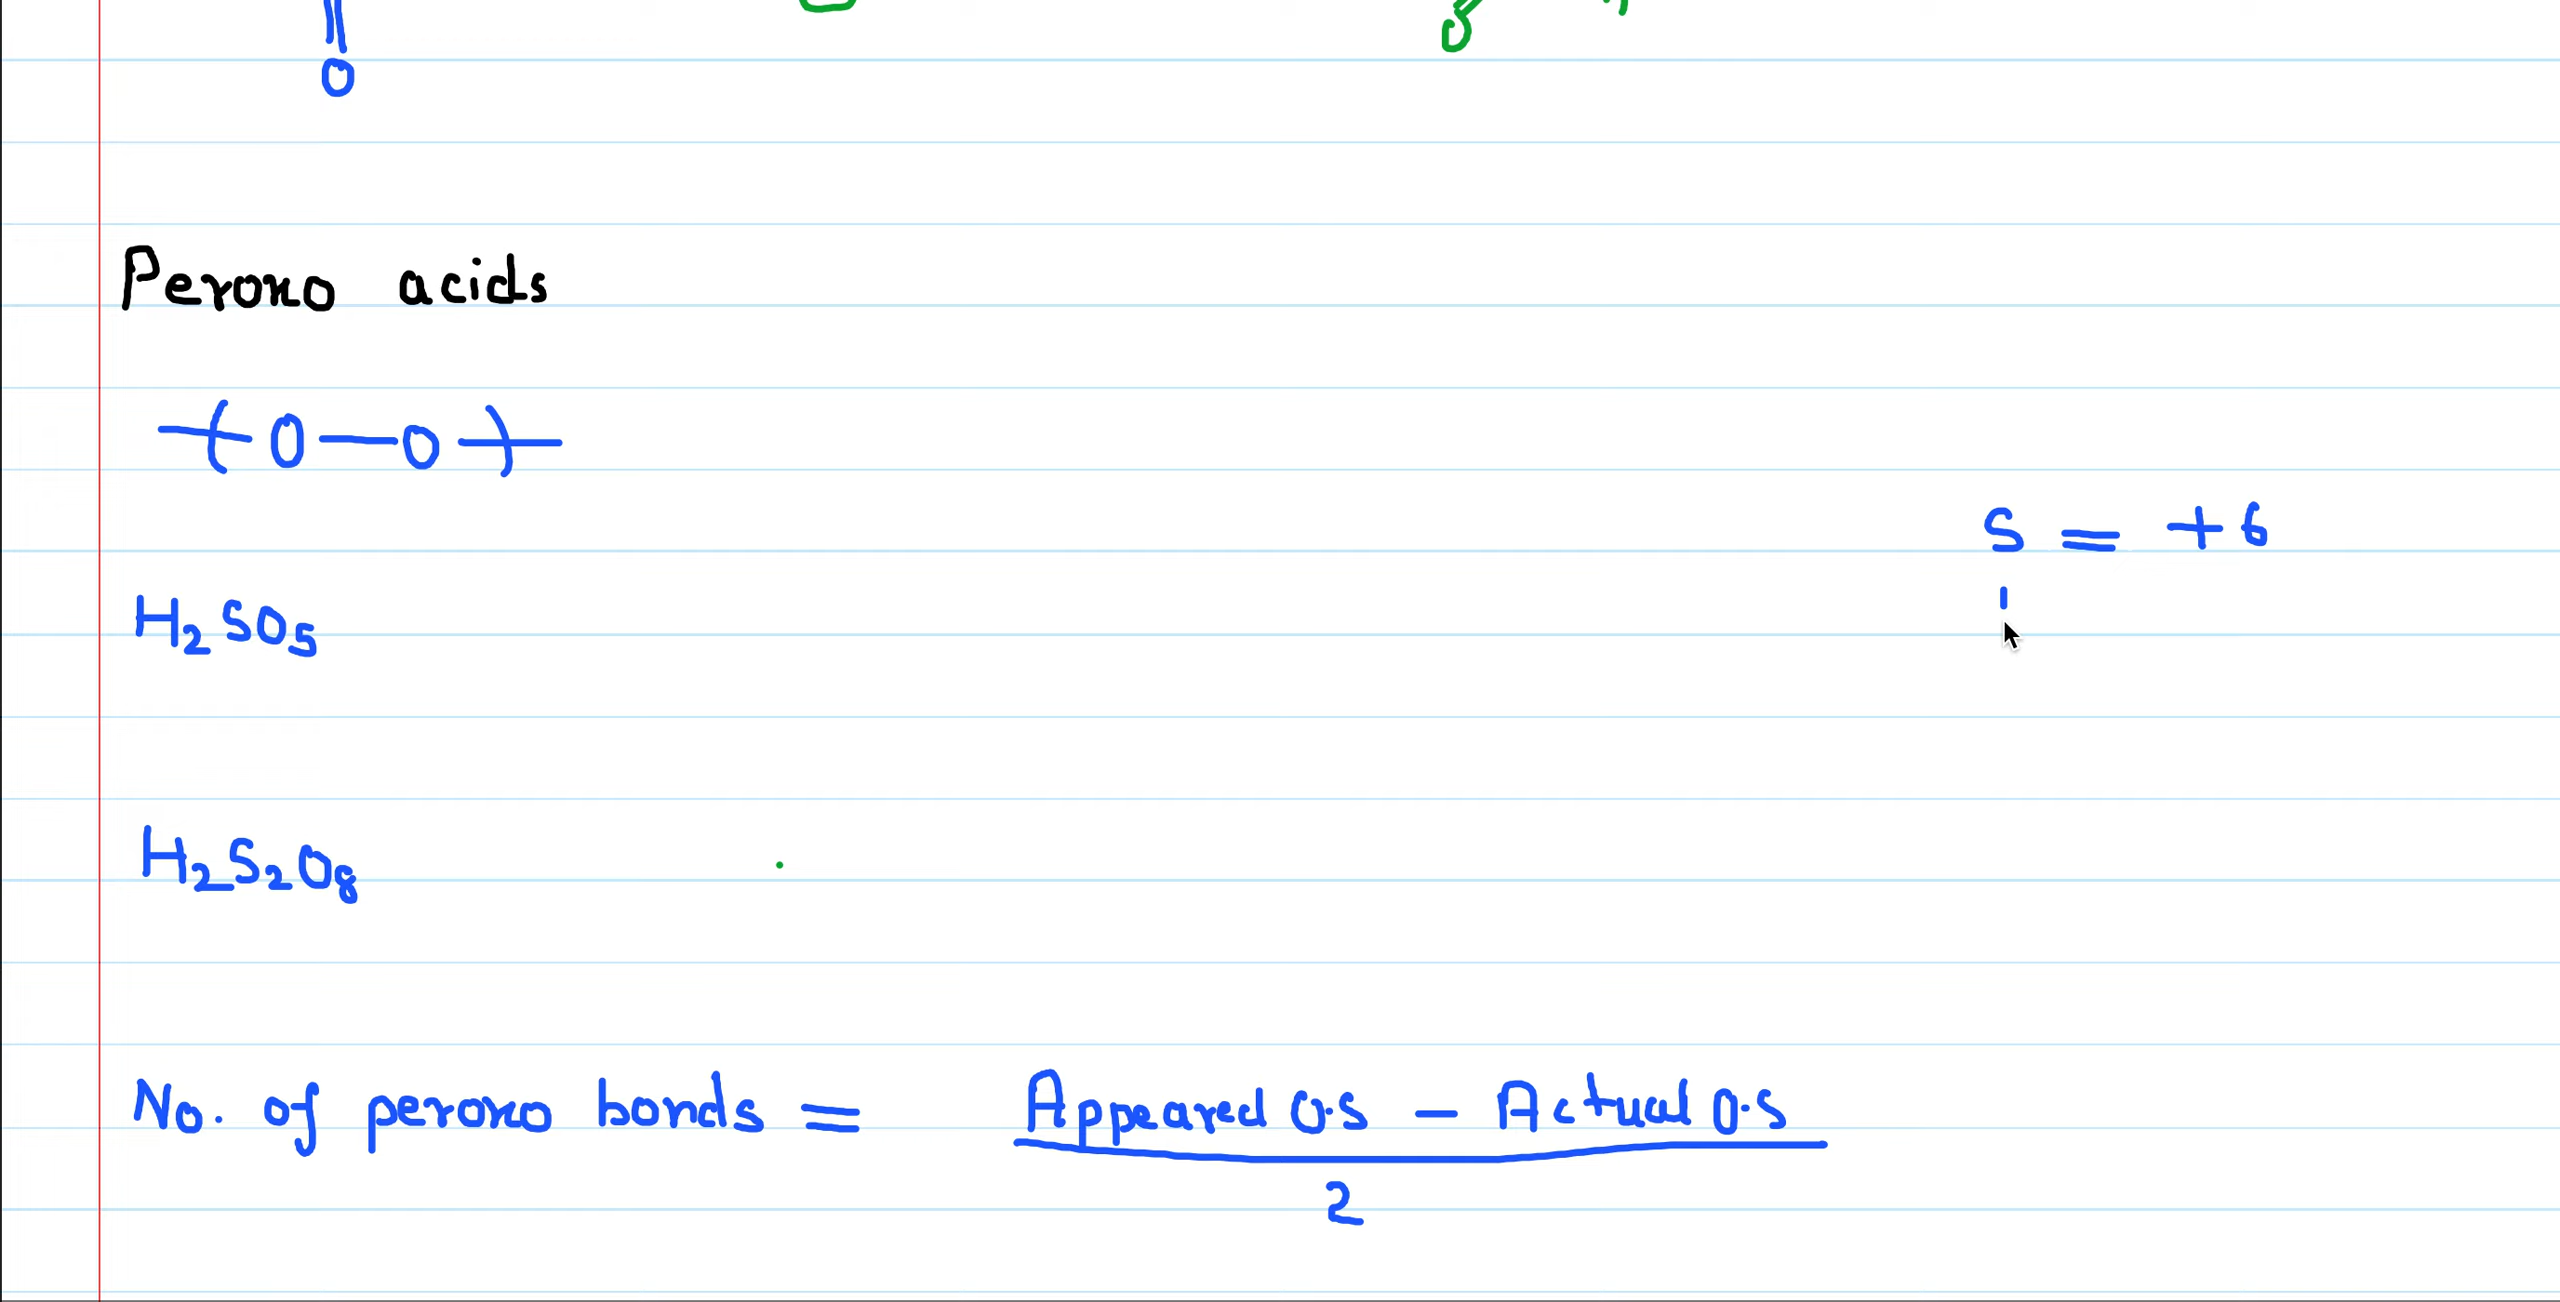 O
Peroxo acids
-(O-O)-
S = +6
H₂SO₅
H₂S₂O₈
No. of peroxo bonds = Appeared O.S - Actual O.S
2